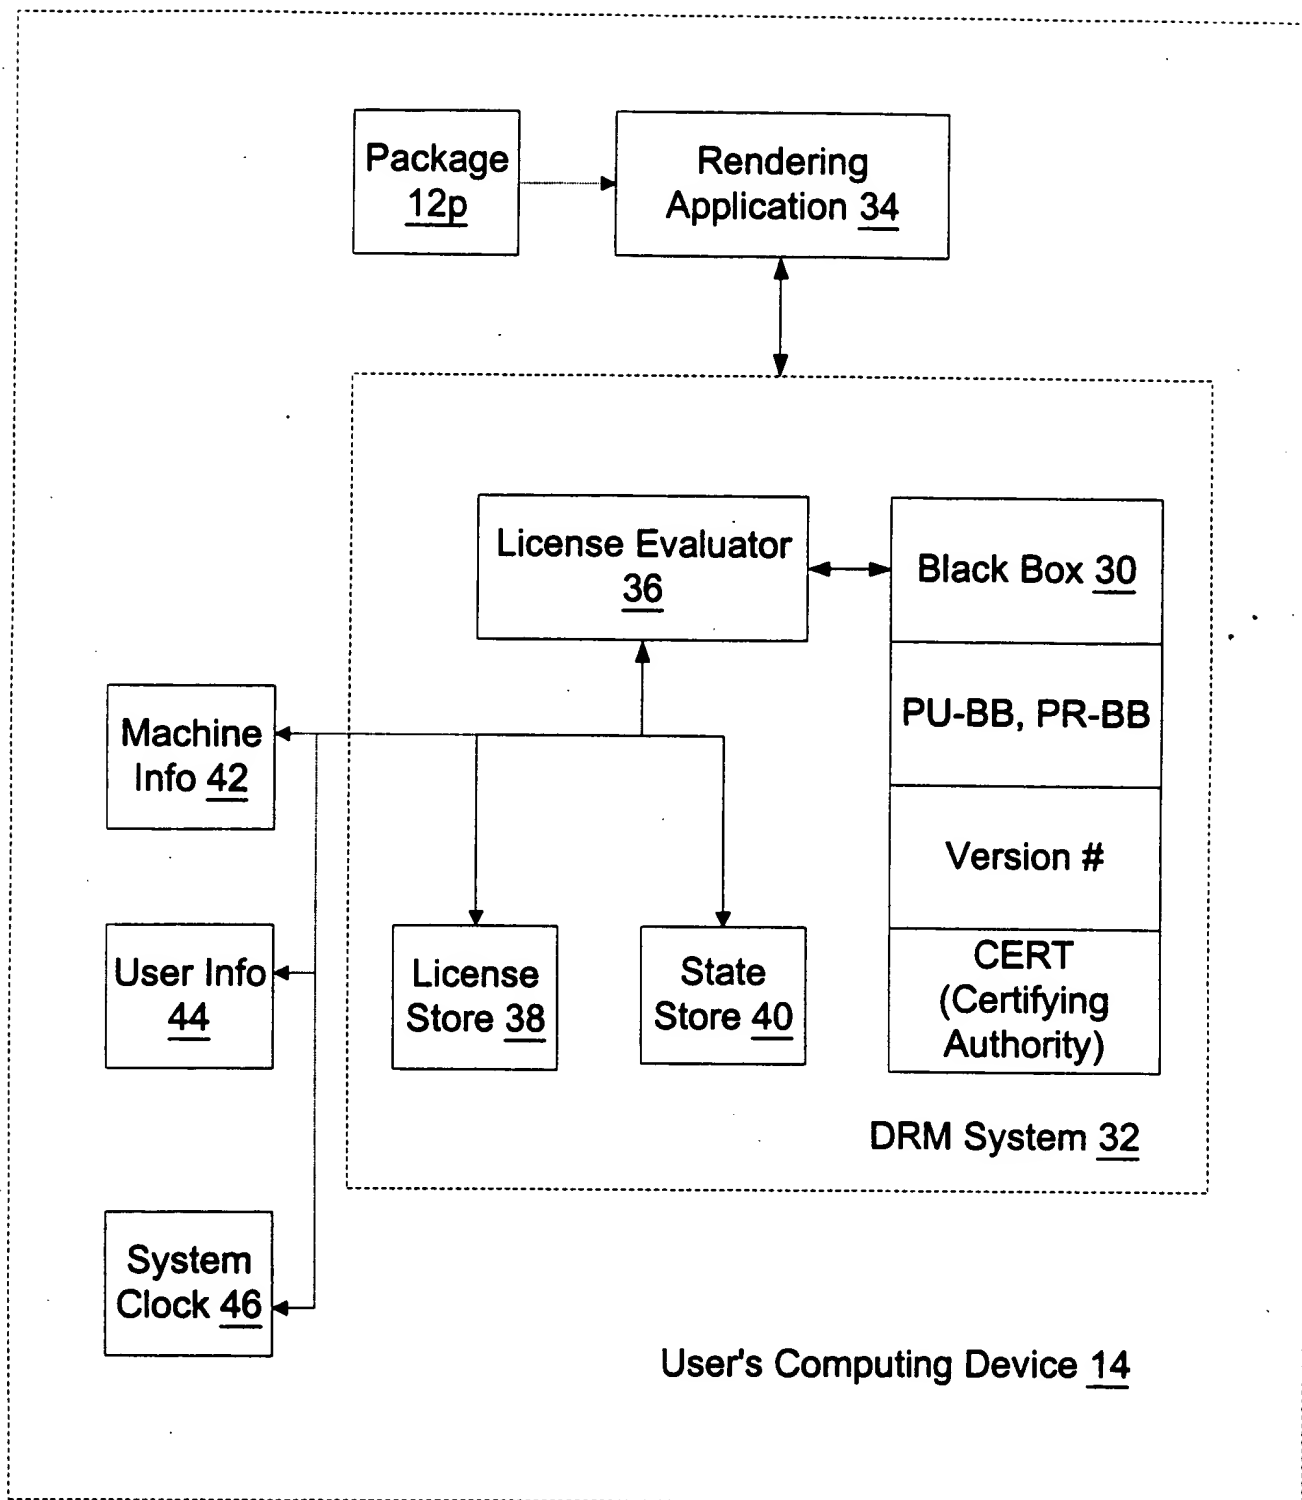 Package
12p
Rendering
Application 34
License Evaluator
36
Black Box 30
PU-BB, PR-BB
Machine
Info 42
Version #
User Info
44
License
Store 38
State
Store 40
CERT
(Certifying
Authority)
DRM System 32
System
Clock 46
User's Computing Device 14